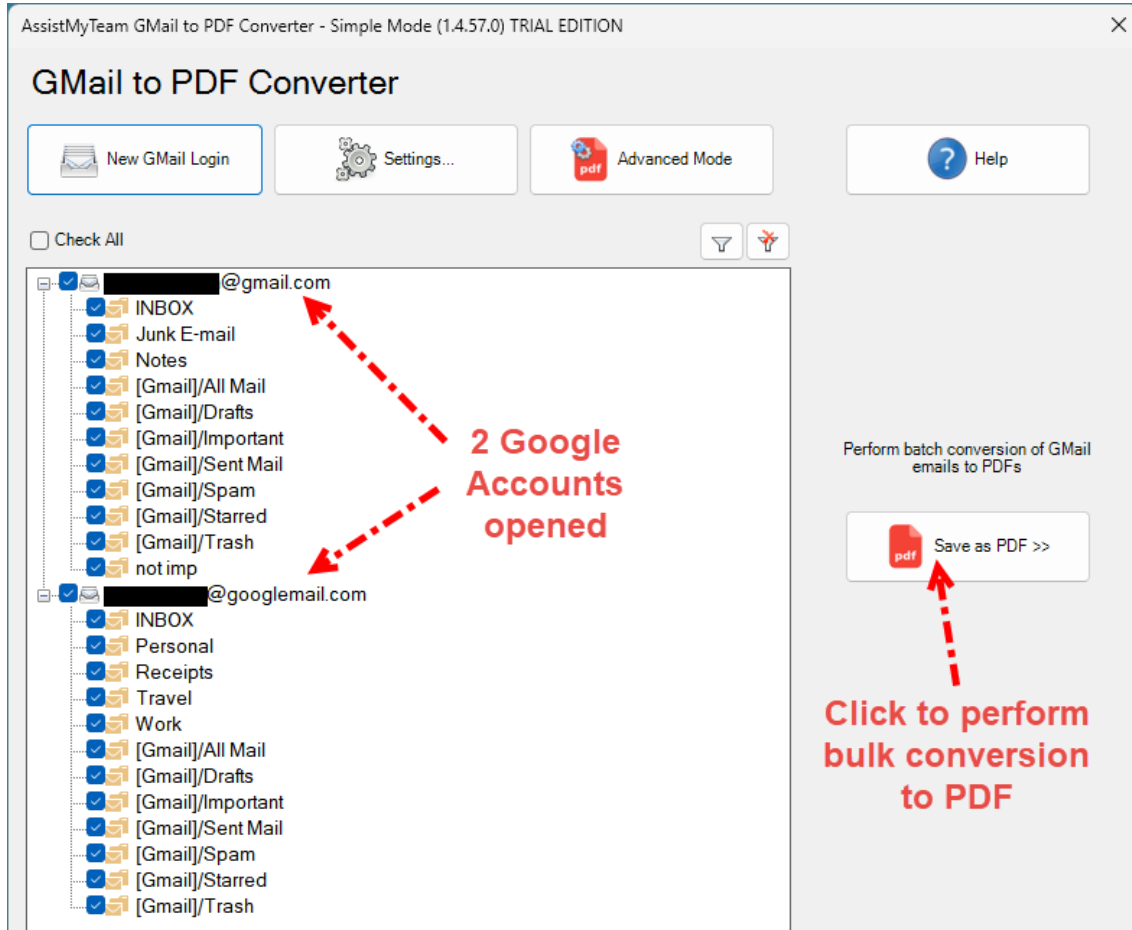 AssistMyTeam GMail to PDF Converter - Simple Mode (1.4.57.0) TRIAL EDITION
GMail to PDF Converter
New GMail Login
Settings...
pdf
Advanced Mode
?
Help
Check All
@gmail.com
INBOX
Junk E-mail
Notes
[Gmail]/All Mail
[Gmail]/Drafts
[Gmail]/Important
[Gmail]/Sent Mail
[Gmail]/Spam
[Gmail]/Starred
[Gmail]/Trash
not imp
@googlemail.com
INBOX
Personal
Receipts
Travel
Work
[Gmail]/All Mail
[Gmail]/Drafts
[Gmail]/Important
[Gmail]/Sent Mail
[Gmail]/Spam
[Gmail]/Starred
[Gmail]/Trash
2 Google
Accounts
opened
Perform batch conversion of GMail
emails to PDFs
pdf
Save as PDF >>
Click to perform
bulk conversion
to PDF